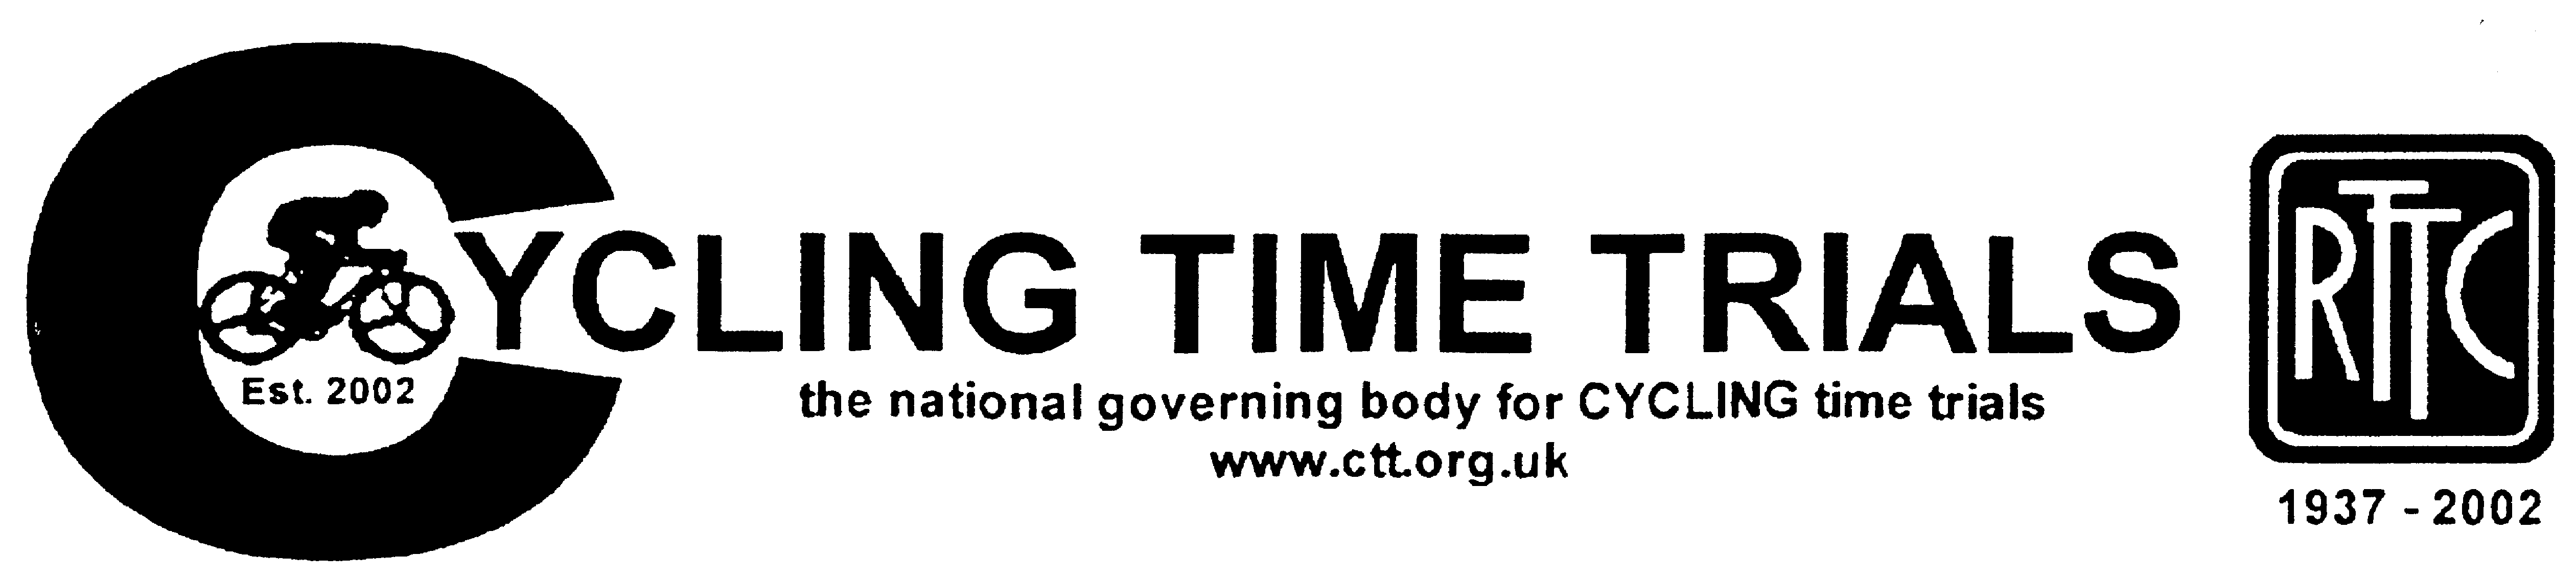 CYCLING TIME TRIALS
Est. 2002
the national governing body for CYCLING time trials
www.ctt.org.uk
RTTC
1937 - 2002